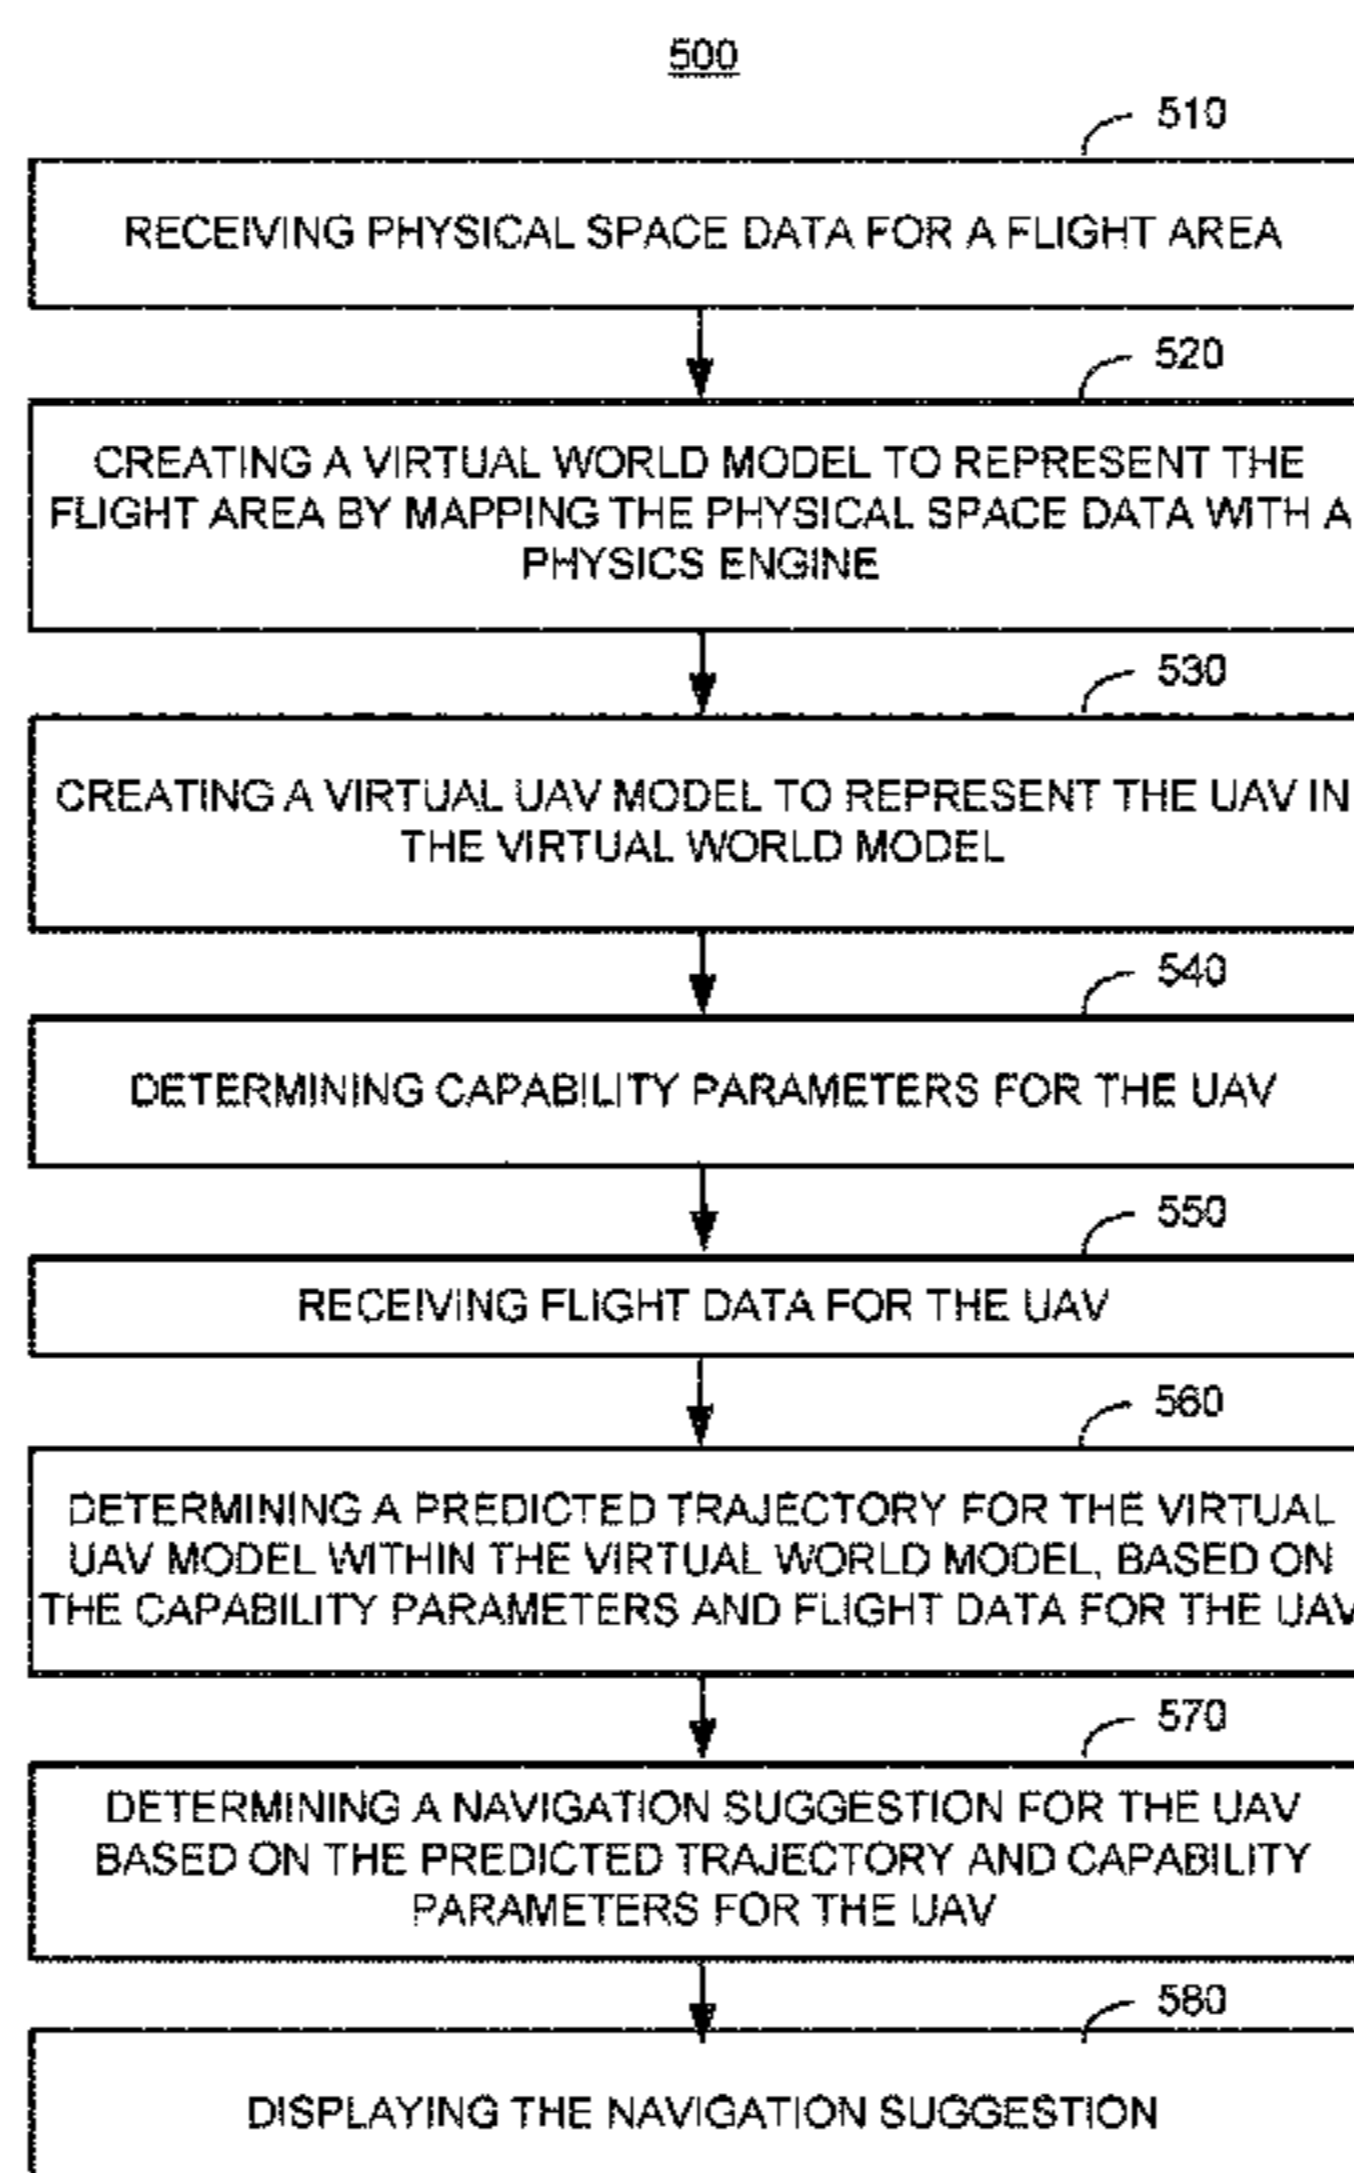 500
510
RECEIVING PHYSICAL SPACE DATA FOR A FLIGHT AREA
520
CREATING A VIRTUAL WORLD MODEL TO REPRESENT THE
FLIGHT AREA BY MAPPING THE PHYSICAL SPACE DATA WITH A
PHYSICS ENGINE
530
CREATING A VIRTUAL UAV MODEL TO REPRESENT THE UAV IN
THE VIRTUAL WORLD MODEL
540
DETERMINING CAPABILITY PARAMETERS FOR THE UAV
550
RECEIVING FLIGHT DATA FOR THE UAV
560
DETERMINING A PREDICTED TRAJECTORY FOR THE VIRTUAL
UAV MODEL WITHIN THE VIRTUAL WORLD MODEL, BASED ON
THE CAPABILITY PARAMETERS AND FLIGHT DATA FOR THE UAV
570
DETERMINING A NAVIGATION SUGGESTION FOR THE UAV
BASED ON THE PREDICTED TRAJECTORY AND CAPABILITY
PARAMETERS FOR THE UAV
580
DISPLAYING THE NAVIGATION SUGGESTION